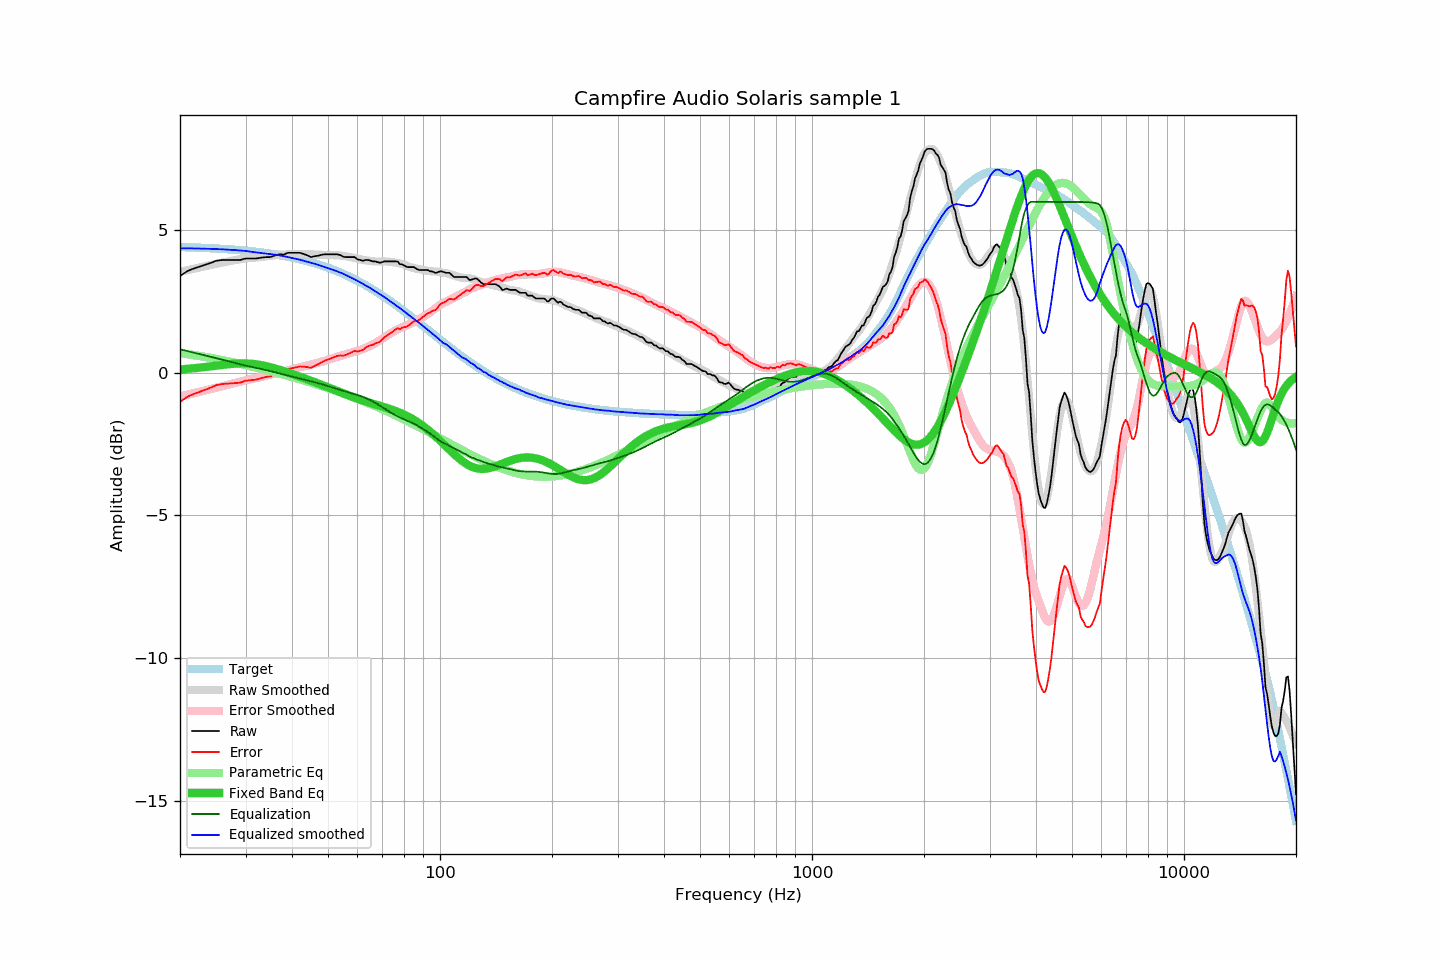 Campfire Audio Solaris sample 1
Amplitude (dBr)
5
0
−5
−10
−15
Target
Raw Smoothed
Error Smoothed
Raw
Error
Parametric Eq
Fixed Band Eq
Equalization
Equalized smoothed
100
1000
10000
Frequency (Hz)